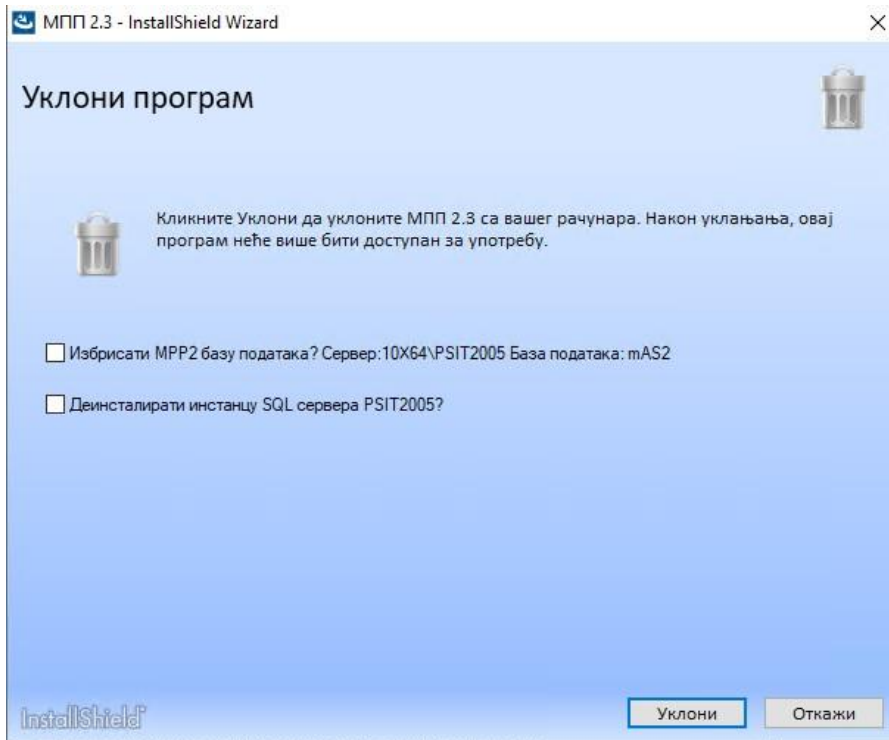 МПП 2.3 - InstallShield Wizard
Уклони програм
Кликните Уклони да уклоните МПП 2.3 са вашег рачунара. Након уклањања, овај
програм неће више бити доступан за употребу.
Избрисати MPP2 базу података? Сервер:10X64\PSIT2005 База података: mAS2
Деинсталирати инстанцу SQL сервера PSIT2005?
InstallShield
Уклони
Откажи